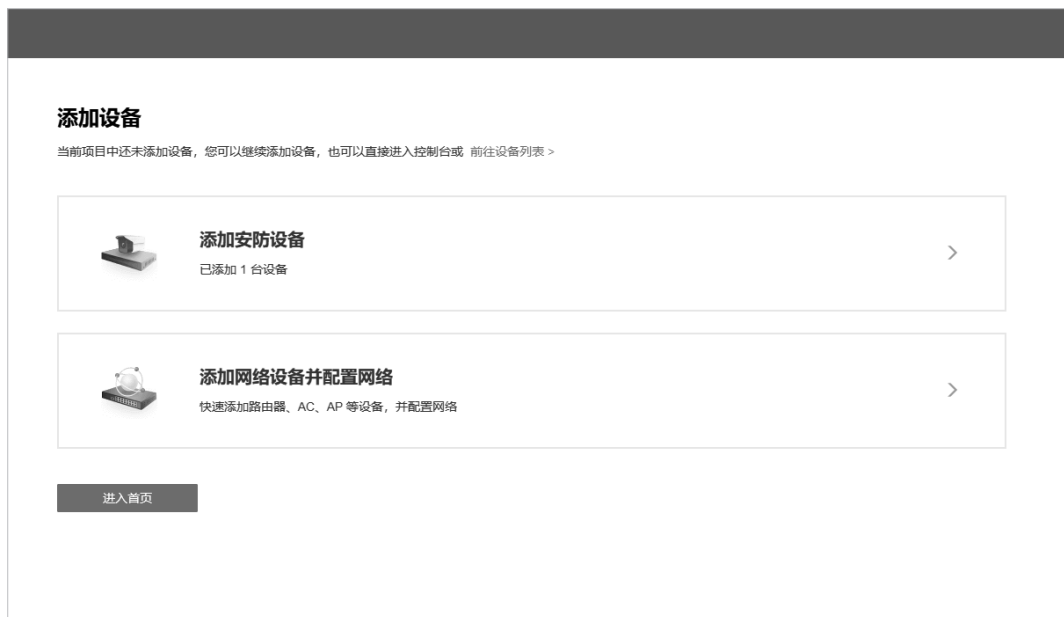 添加设备
当前项目中还未添加设备，您可以继续添加设备，也可以直接进入控制台或 前往设备列表 >
添加安防设备
已添加 1 台设备
添加网络设备并配置网络
快速添加路由器、AC、AP 等设备，并配置网络
进入首页